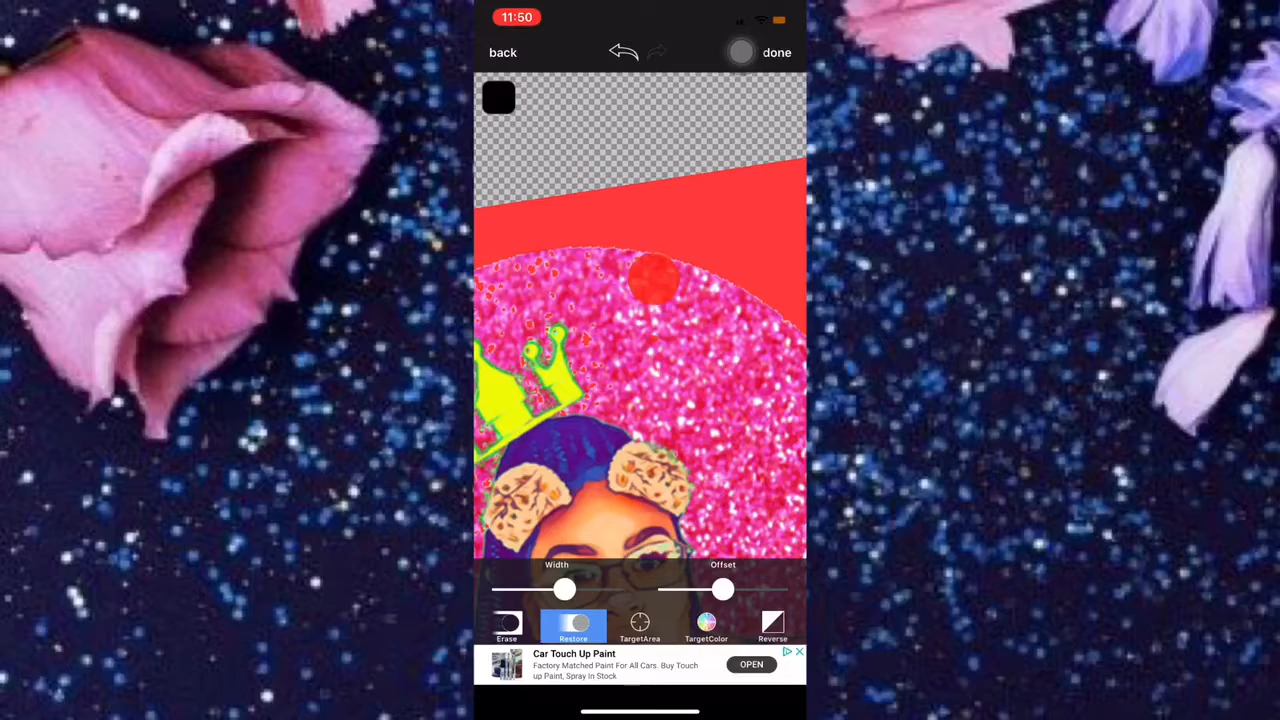 11:50
back
done
Width
Offset
Erase
Restore
TargetArea
TargetColor
Reverse
Car Touch Up Paint
Factory Matched Paint For All Cars. Buy Touch
up Paint, Spray In Stock
OPEN